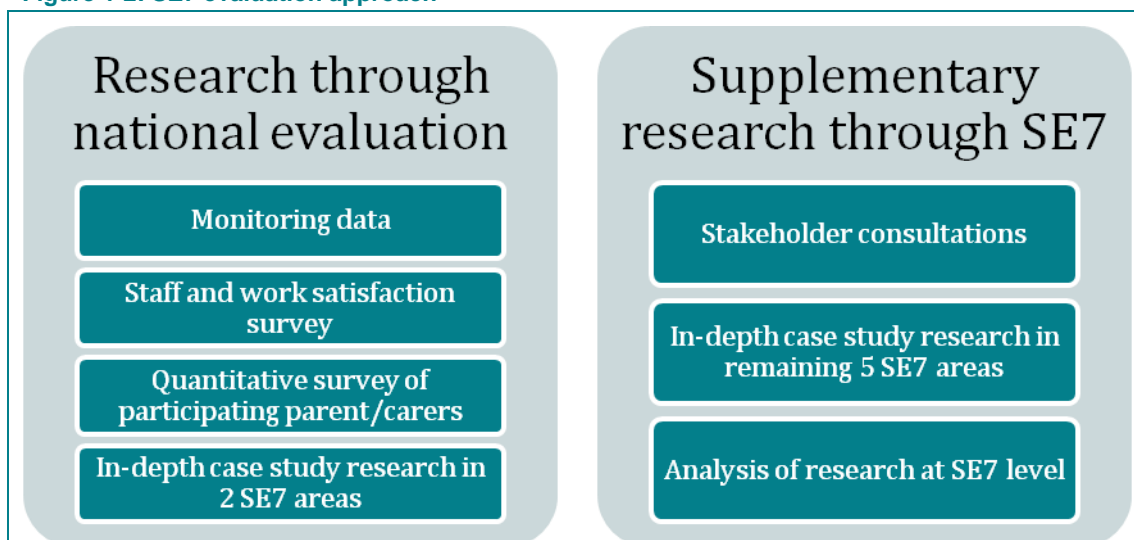 Research through
national evaluation
Monitoring data
Staff and work satisfaction
survey
Quantitative survey of
participating parent/carers
In-depth case study research in
2 SE7 areas
Supplementary
research through SE7
Stakeholder consultations
In-depth case study research in
remaining 5 SE7 areas
Analysis of research at SE7 level